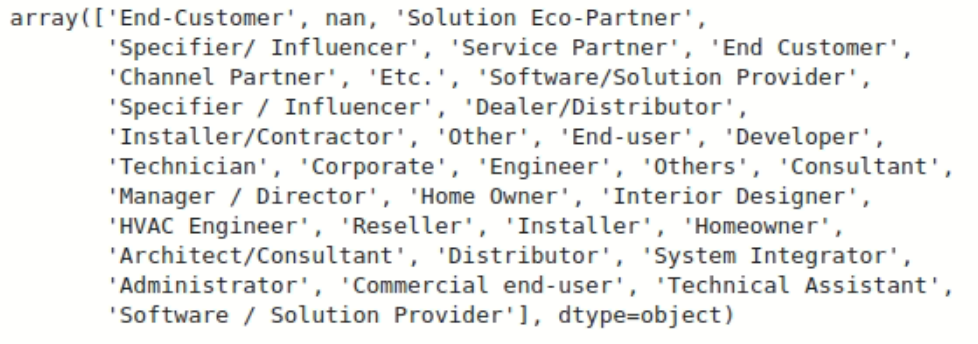 array(['End-Customer', nan, 'Solution Eco-Partner',
'Specifier/ Influencer', 'Service Partner', 'End Customer',
'Channel Partner', 'Etc.', 'Software/Solution Provider',
'Specifier / Influencer', 'Dealer/Distributor',
'Installer/Contractor', 'Other', 'End-user', 'Developer',
'Technician', 'Corporate', 'Engineer', 'Others', 'Consultant',
'Manager / Director', 'Home Owner', 'Interior Designer',
'HVAC Engineer', 'Reseller', 'Installer', 'Homeowner',
'Architect/Consultant', 'Distributor', 'System Integrator',
'Administrator', 'Commercial end-user', 'Technical Assistant',
'Software / Solution Provider'], dtype=object)